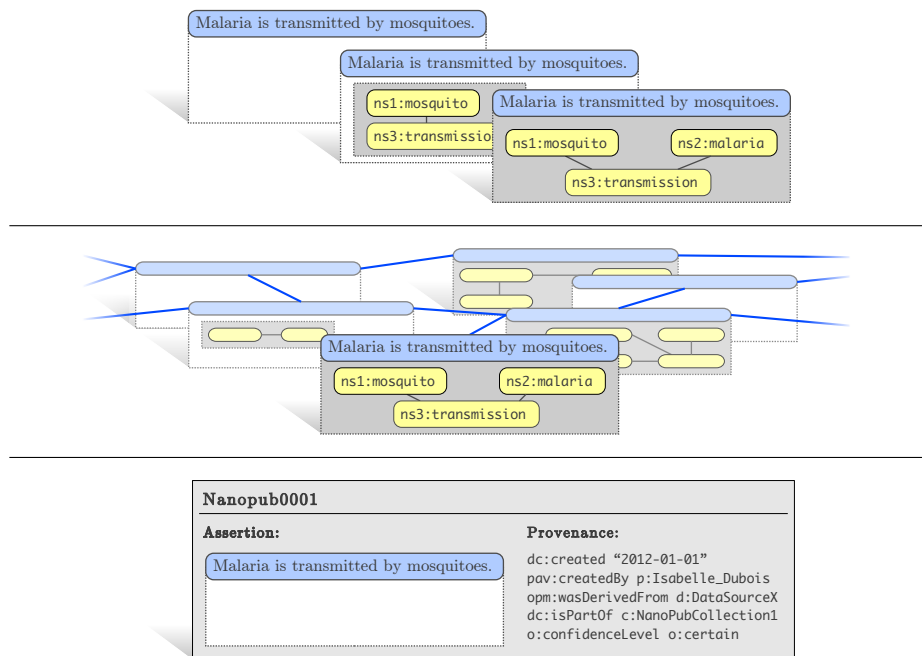 Malaria is transmitted by mosquitoes.
Malaria is transmitted by mosquitoes.
ns1:mosquito
ns3:transmissio
Malaria is transmitted by mosquitoes.
ns1:mosquito ns2:malaria
ns3:transmission
Malaria is transmitted by mosquitoes.
ns1:mosquito ns2:malaria
ns3:transmission
Nanopub0001
Assertion:
Malaria is transmitted by mosquitoes.
Provenance:
dc:created “2012-01-01”
pav:createdBy p:Isabelle_Dubois
opm:wasDerivedFrom d:DataSourceX
dc:isPartOf c:NanoPubCollection1
o:confidenceLevel o:certain